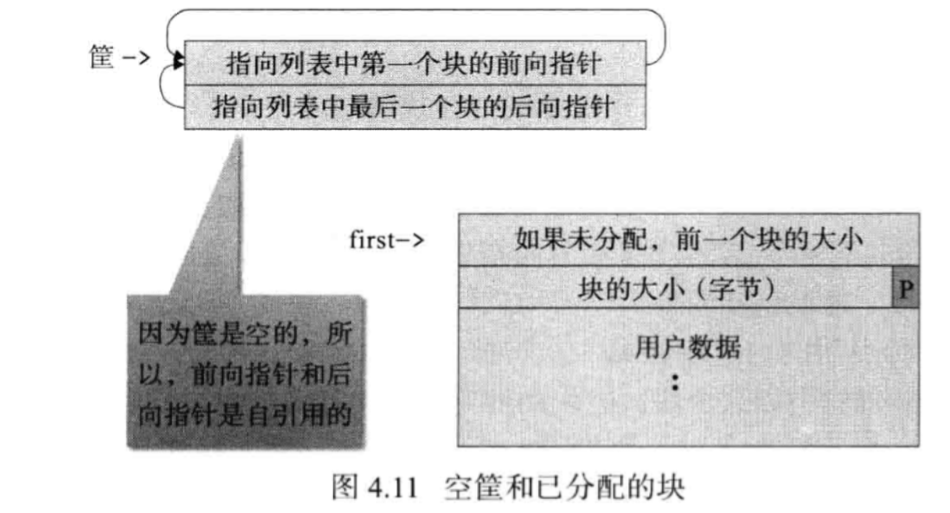 筐 ->
指向列表中第一个块的前向指针
指向列表中最后一个块的后向指针
first->
如果未分配，前一个块的大小
块的大小（字节）
P
用户数据
:
因为筐是空的，所
以，前向指针和后
向指针是自引用的
图 4.11 空筐和已分配的块